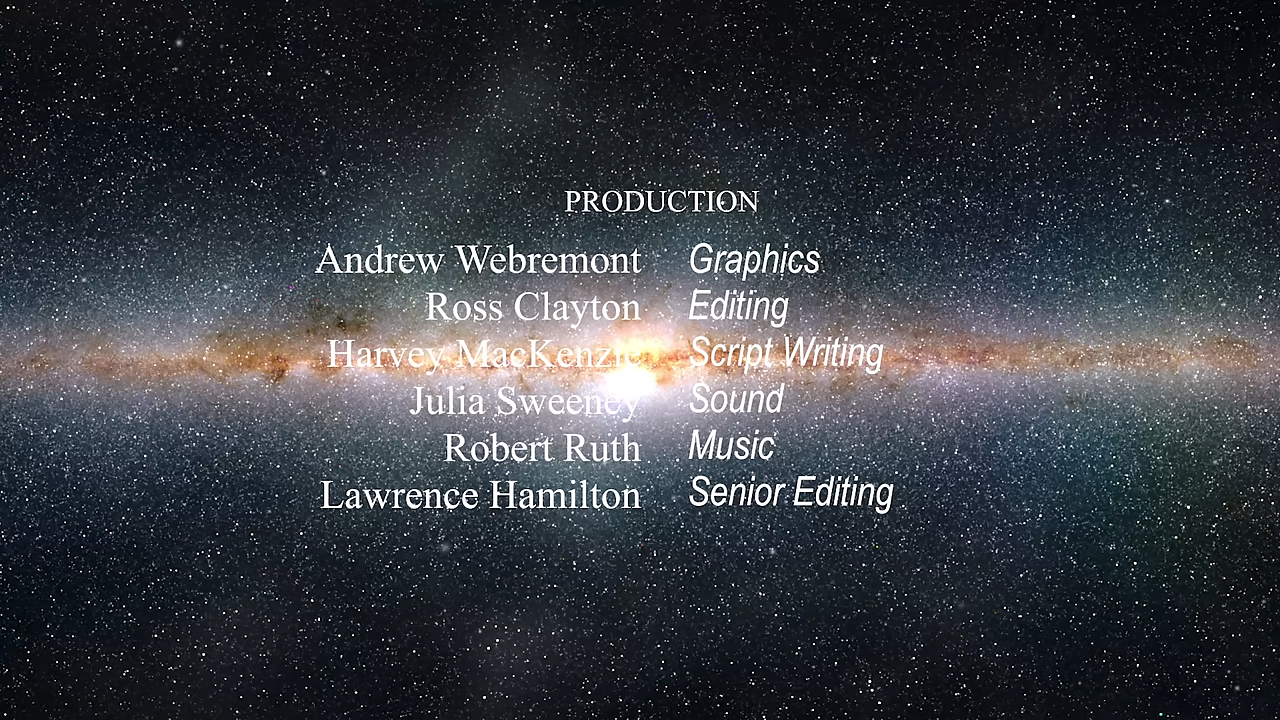 PRODUCTION
Andrew Webremont Graphics
Ross Clayton Editing
Harvey MacKenzie Script Writing
Julia Sweeney Sound
Robert Ruth Music
Lawrence Hamilton Senior Editing